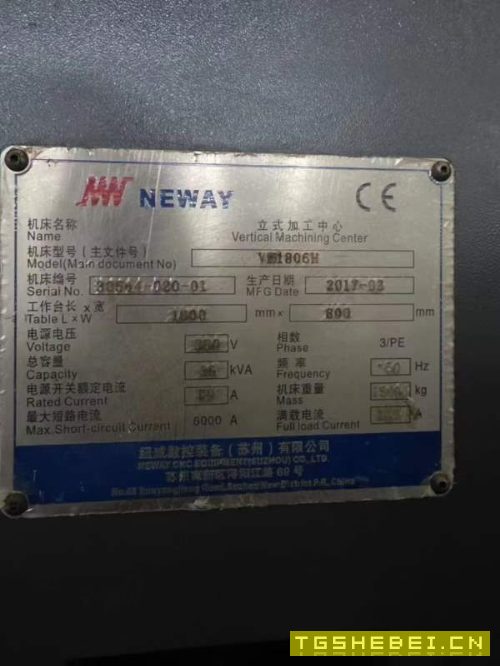 NEWAY CE
机床名称 立式加工中心
Name Vertical Machining Center
机床型号(主文件号)
Model(Main document No)
机床编号 生产日期
Serial No. MFG Date 2017-03
工作台长 x宽
Table L x W mm× 800 mm
电源电压 相数
Voltage V Phase 3/PE
总容量 频率
Capacity kVA Frequency Hz
电源开关额定电流 机床重量
Rated Current A Mass kg
最大短路电流 满载电流
Max.Short-circuit Current 5000 A Full load Current A
纽威数控装备(苏州)有限公司
NEWAY CNC EQUIPMENT(SUZHOU) CO., LTD.
TGSHEBEI.CN